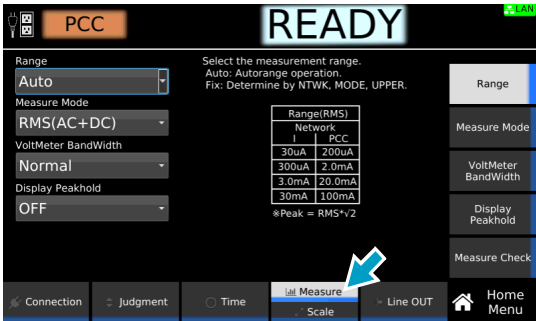 PCC
READY
LAN
Range
Auto
Measure Mode
RMS(AC+DC)
VoltMeter BandWidth
Normal
Display Peakhold
OFF
Select the measurement range.
Auto: Autorange operation.
Fix: Determine by NTWK, MODE, UPPER.
Range(RMS)
Network
I PCC
30uA 200uA
300uA 2.0mA
3.0mA 20.0mA
30mA 100mA
※Peak = RMS*√2
Range
Measure Mode
VoltMeter
BandWidth
Display
Peakhold
Measure Check
Connection
Judgment
Time
Measure
Scale
Line OUT
Home
Menu